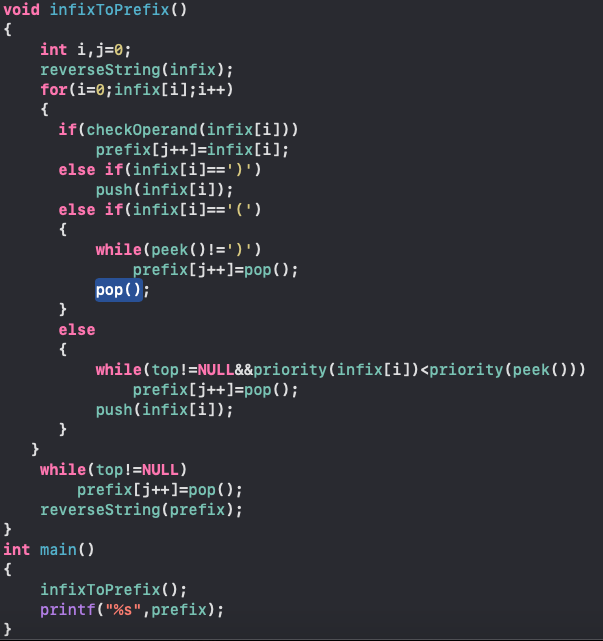 void infixToPrefix()
{
    int i,j=0;
    reverseString(infix);
    for(i=0;infix[i];i++)
    {
      if(checkOperand(infix[i]))
          prefix[j++]=infix[i];
      else if(infix[i]==')')
          push(infix[i]);
      else if(infix[i]=='(')
      {
          while(peek()!=')')
              prefix[j++]=pop();
          pop();
      }
      else
      {
          while(top!=NULL&&priority(infix[i])<priority(peek()))
              prefix[j++]=pop();
          push(infix[i]);
      }
   }
    while(top!=NULL)
        prefix[j++]=pop();
    reverseString(prefix);
}
int main()
{
    infixToPrefix();
    printf("%s",prefix);
}